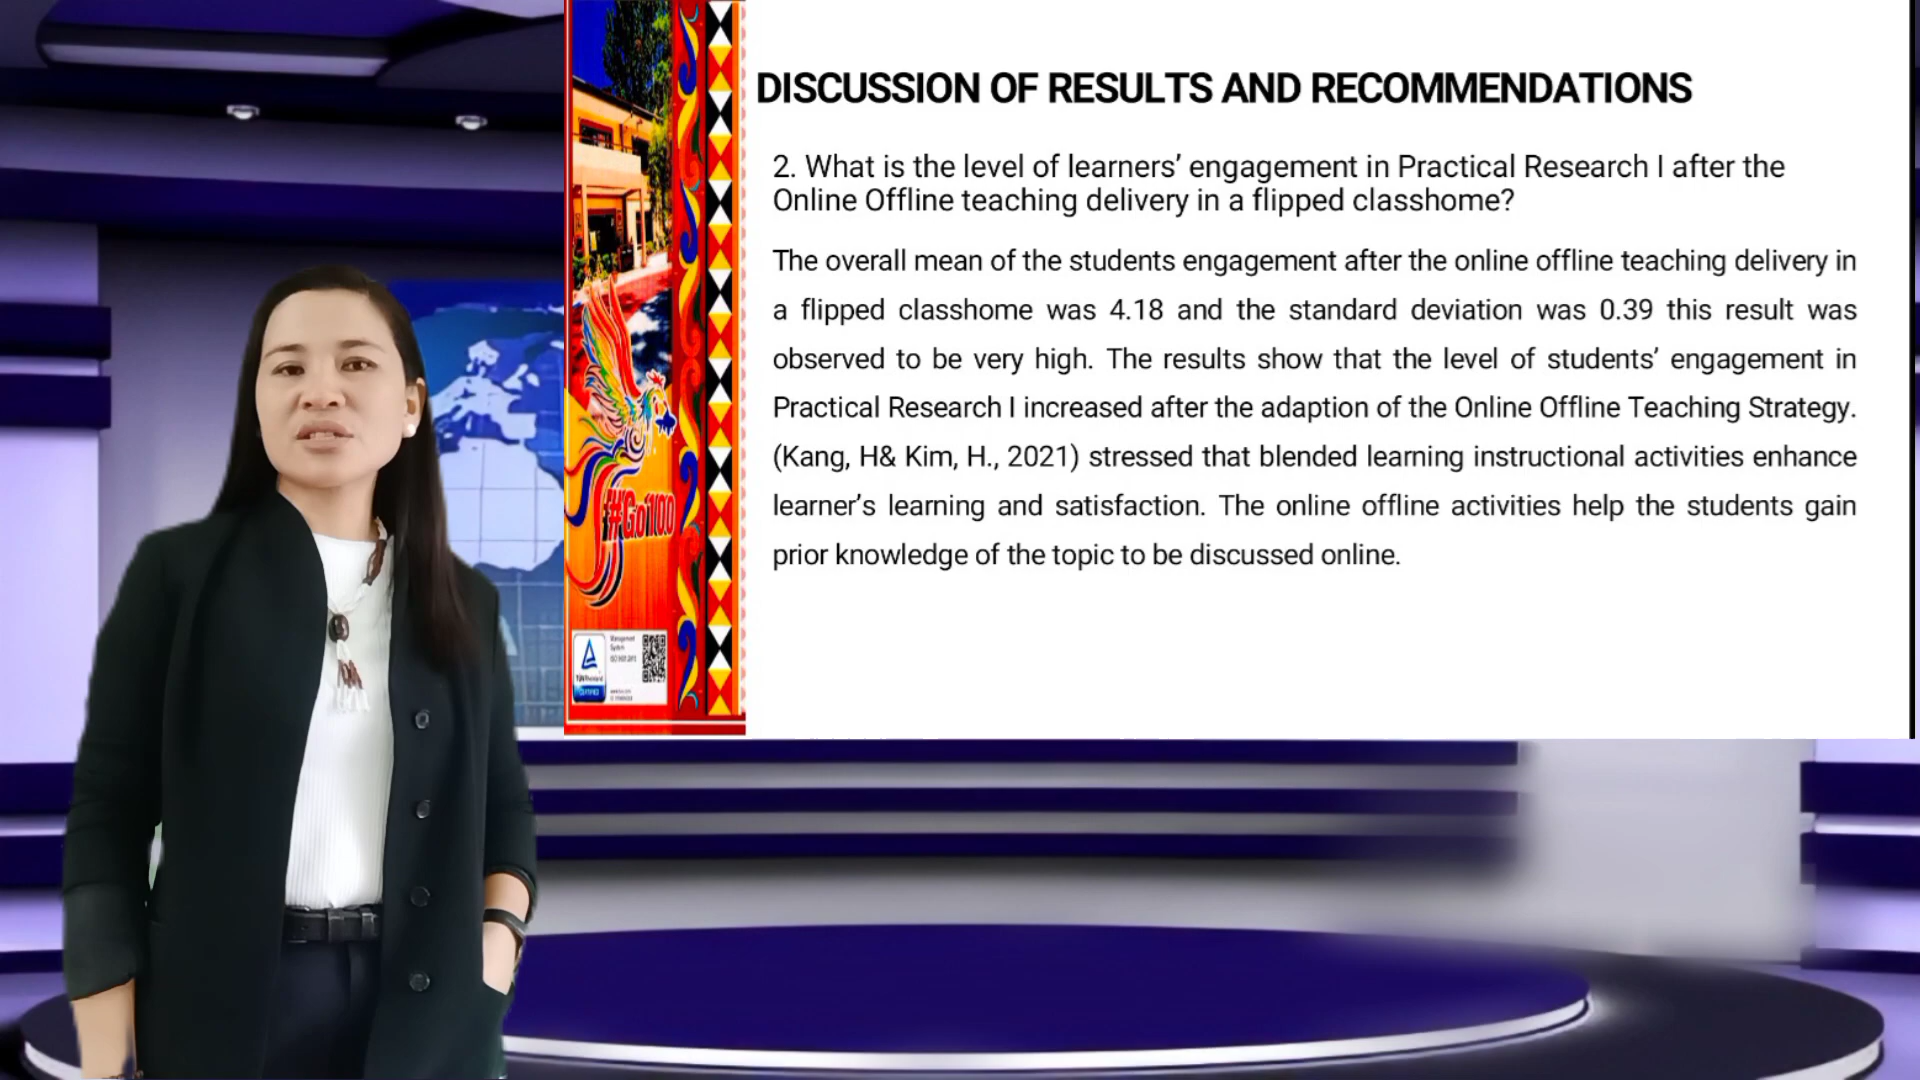 DISCUSSION OF RESULTS AND RECOMMENDATIONS
2. What is the level of learners’ engagement in Practical Research I after the
Online Offline teaching delivery in a flipped classhome?
The overall mean of the students engagement after the online offline teaching delivery in
a flipped classhome was 4.18 and the standard deviation was 0.39 this result was
observed to be very high. The results show that the level of students’ engagement in
Practical Research I increased after the adaption of the Online Offline Teaching Strategy.
(Kang, H& Kim, H., 2021) stressed that blended learning instructional activities enhance
learner’s learning and satisfaction. The online offline activities help the students gain
prior knowledge of the topic to be discussed online.
#Go100
Management
System
TÜVRheinland
CERTIFIED